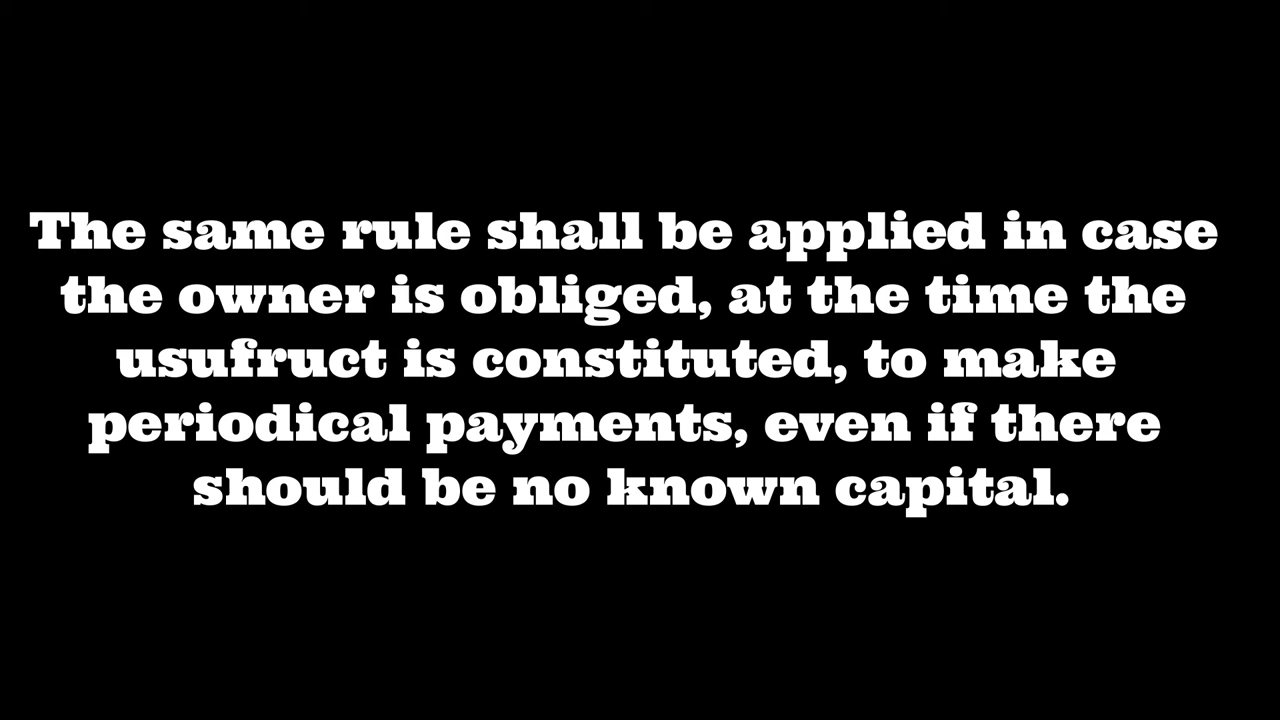 The same rule shall be applied in case
the owner is obliged, at the time the
usufruct is constituted, to make
periodical payments, even if there
should be no known capital.